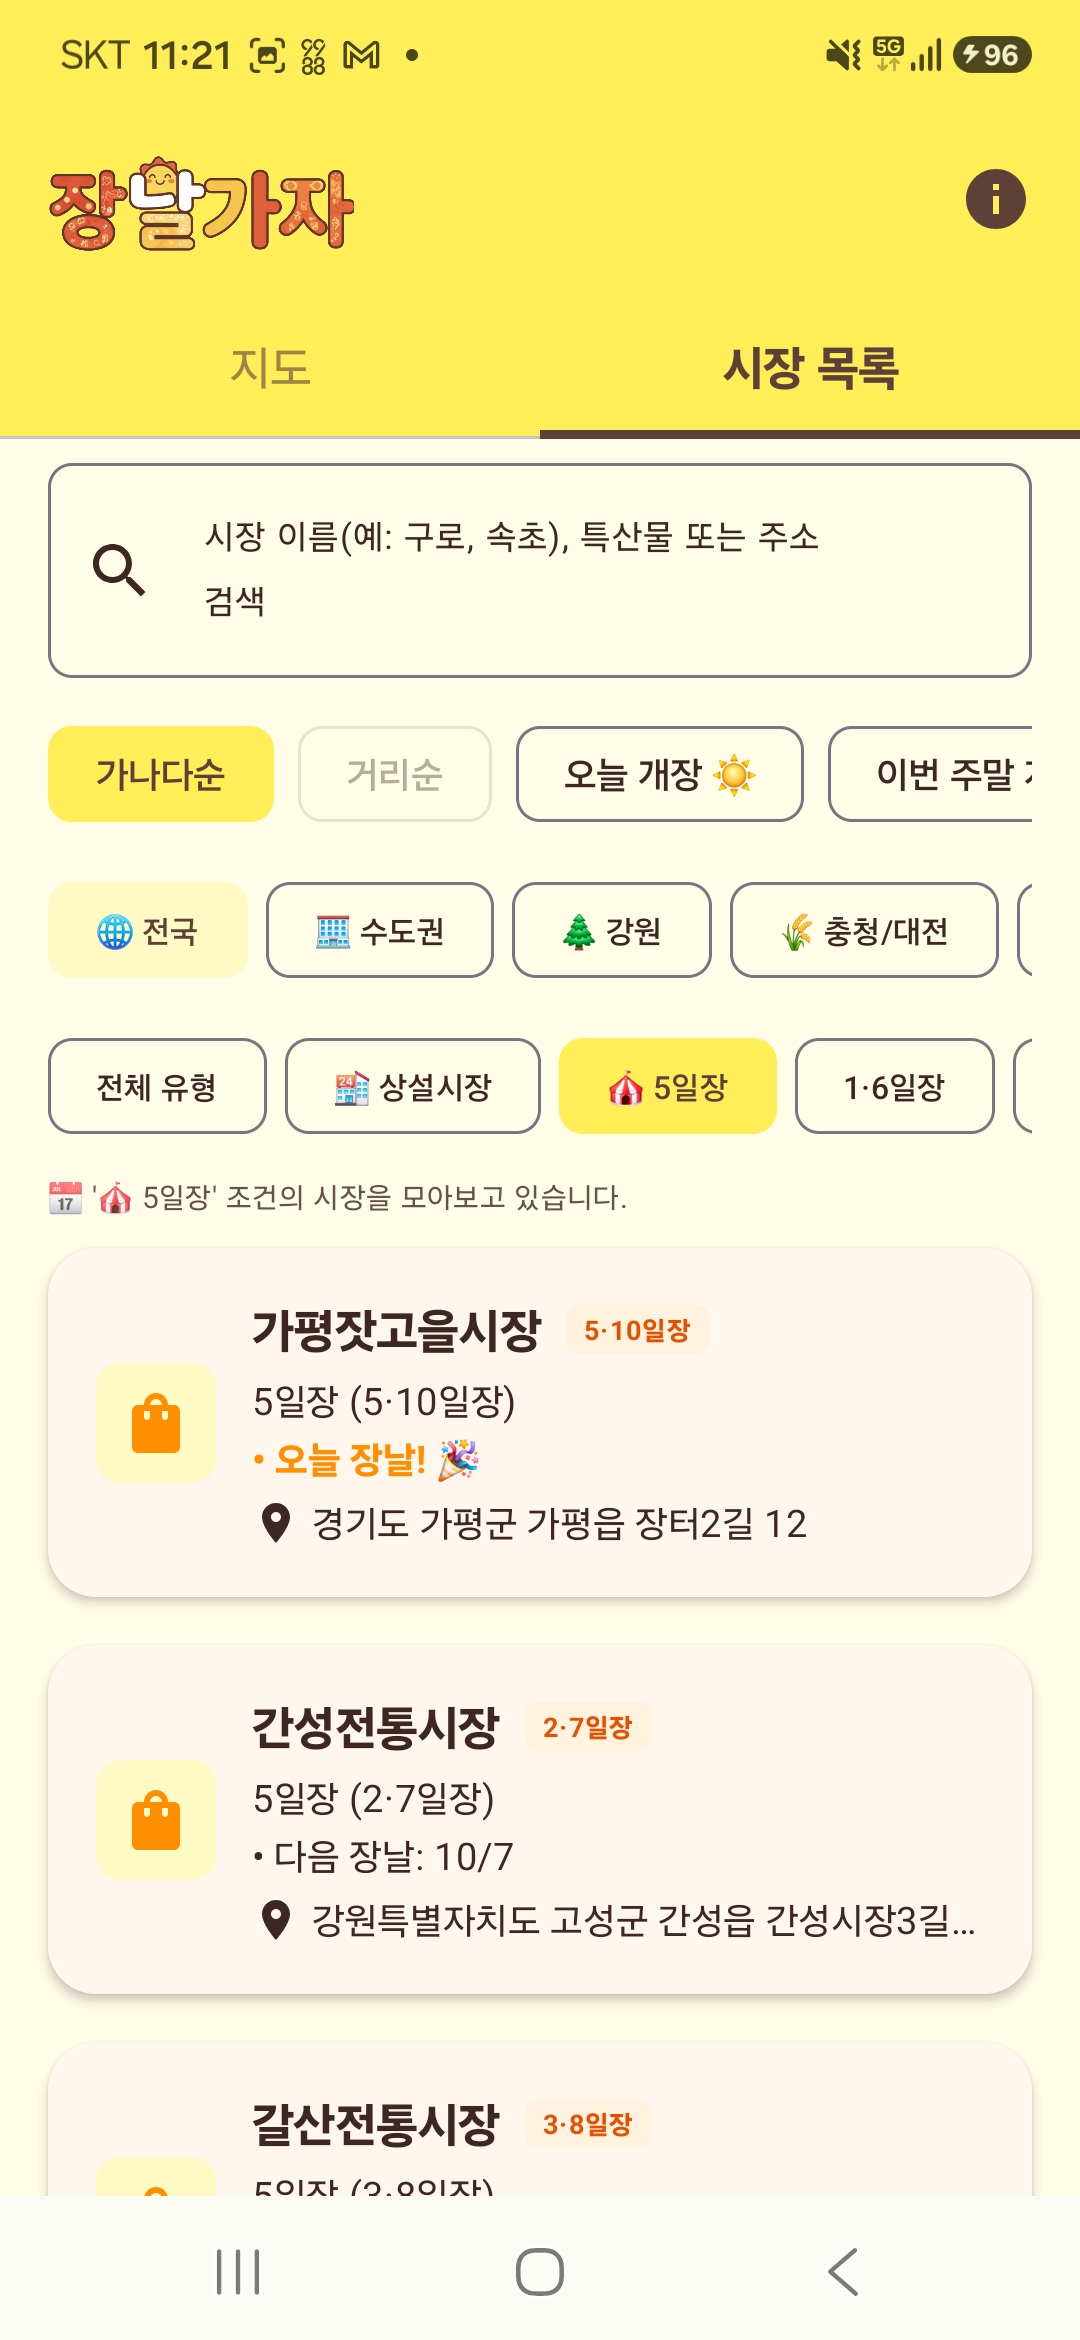 SKT 11:21
5G
96
장날가자
지도
시장 목록
시장 이름(예: 구로, 속초), 특산물 또는 주소
검색
가나다순
거리순
오늘 개장 ☀️
이번 주말
🌐 전국
🏢 수도권
🌲 강원
🌾 충청/대전
전체 유형
🏪 상설시장
🎪 5일장
1·6일장
📅 '🎪 5일장' 조건의 시장을 모아보고 있습니다.
가평잣고을시장 5·10일장
5일장 (5·10일장)
• 오늘 장날! 🎉
경기도 가평군 가평읍 장터2길 12
간성전통시장 2·7일장
5일장 (2·7일장)
• 다음 장날: 10/7
강원특별자치도 고성군 간성읍 간성시장3길...
갈산전통시장 3·8일장
5일장 (3·8일장)